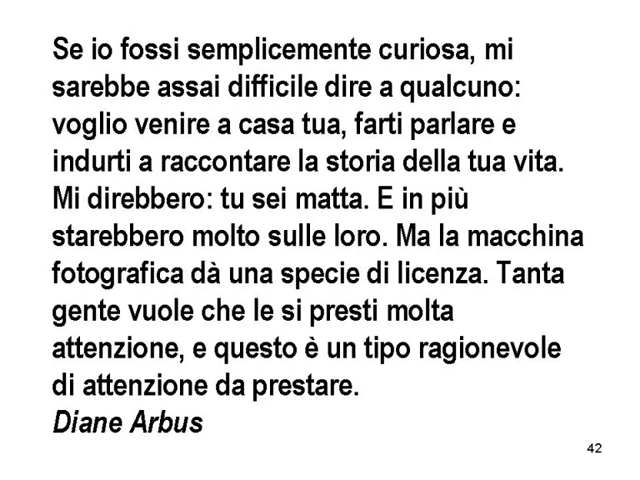 Se io fossi semplicemente curiosa, mi
sarebbe assai difficile dire a qualcuno:
voglio venire a casa tua, farti parlare e
indurti a raccontare la storia della tua vita.
Mi direbbero: tu sei matta. E in più
starebbero molto sulle loro. Ma la macchina
fotografica dà una specie di licenza. Tanta
gente vuole che le si presti molta
attenzione, e questo è un tipo ragionevole
di attenzione da prestare.
Diane Arbus
42